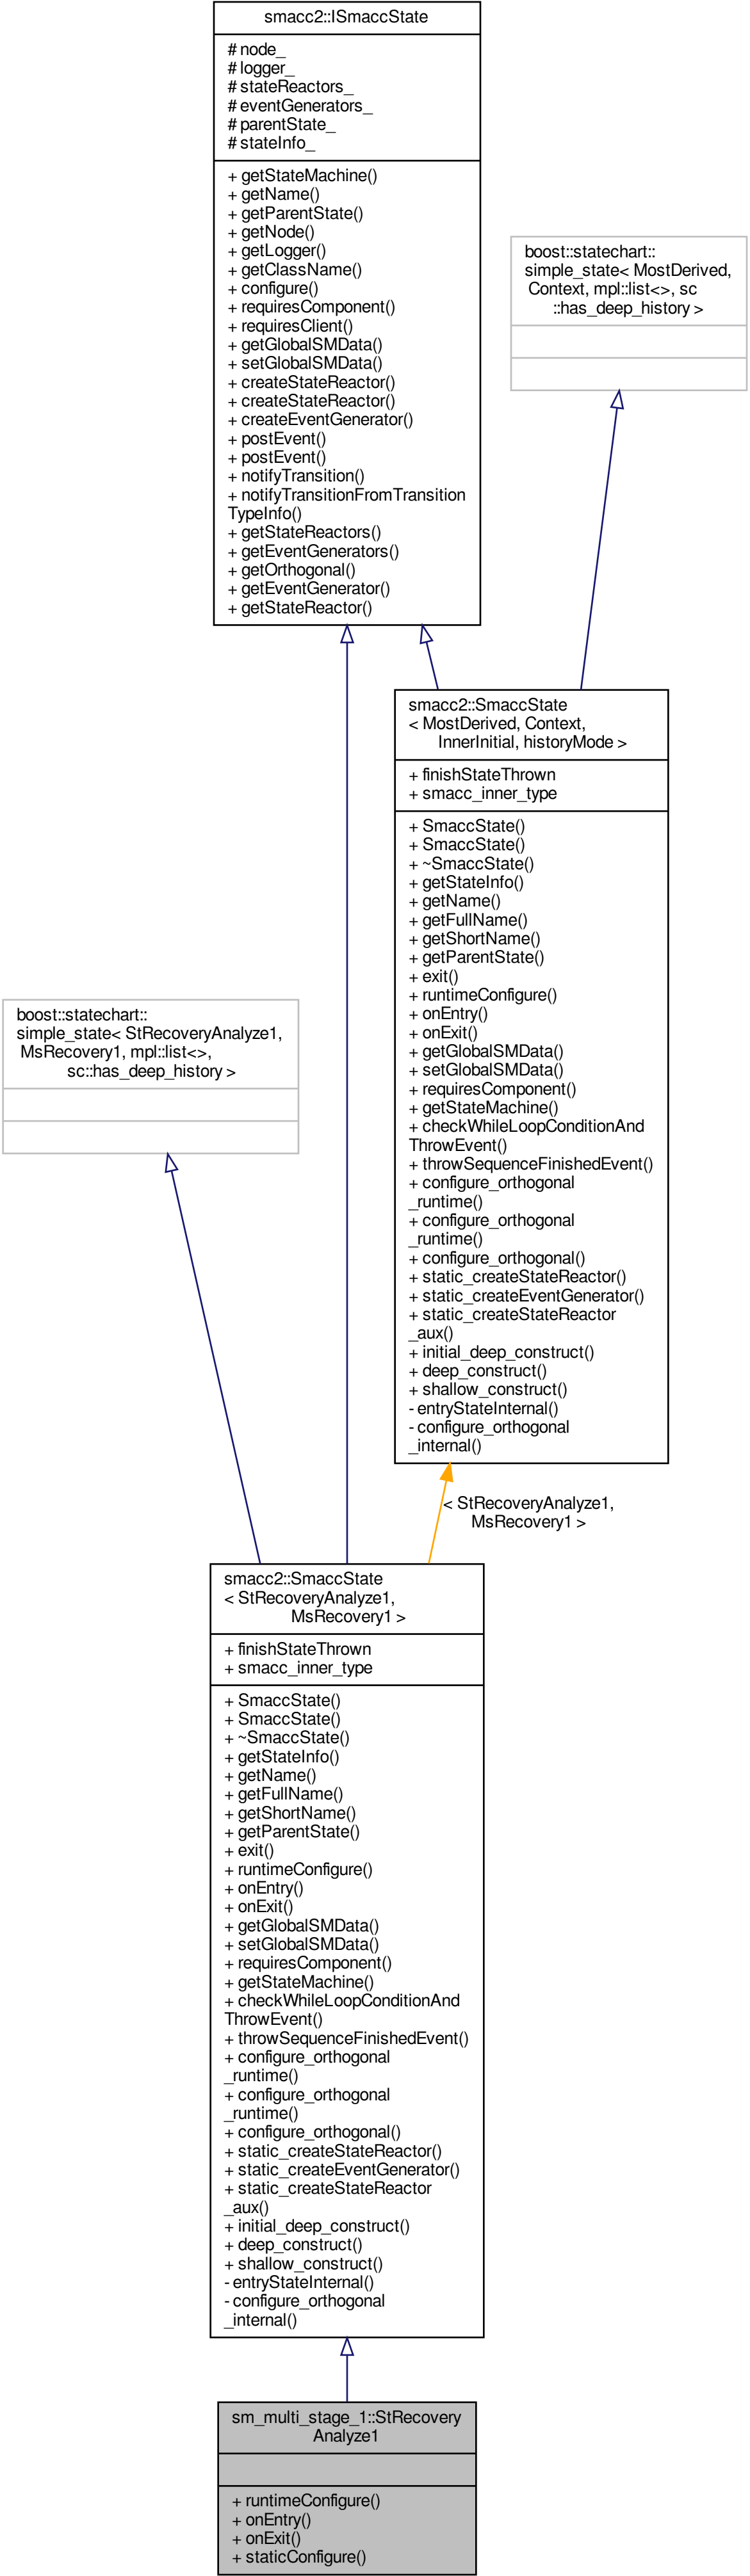 smacc2::ISmaccState
# node_
# logger_
# stateReactors_
# eventGenerators_
# parentState_
# stateInfo_
+ getStateMachine()
+ getName()
+ getParentState()
+ getNode()
+ getLogger()
+ getClassName()
+ configure()
+ requiresComponent()
+ requiresClient()
+ getGlobalSMData()
+ setGlobalSMData()
+ createStateReactor()
+ createStateReactor()
+ createEventGenerator()
+ postEvent()
+ postEvent()
+ notifyTransition()
+ notifyTransitionFromTransition
TypeInfo()
+ getStateReactors()
+ getEventGenerators()
+ getOrthogonal()
+ getEventGenerator()
+ getStateReactor()
boost::statechart::
simple_state< MostDerived,
Context, mpl::list<>, sc
::has_deep_history >
smacc2::SmaccState
< MostDerived, Context,
InnerInitial, historyMode >
+ finishStateThrown
+ smacc_inner_type
+ SmaccState()
+ SmaccState()
+ ~SmaccState()
+ getStateInfo()
+ getName()
+ getFullName()
+ getShortName()
+ getParentState()
+ exit()
+ runtimeConfigure()
+ onEntry()
+ onExit()
+ getGlobalSMData()
+ setGlobalSMData()
+ requiresComponent()
+ getStateMachine()
+ checkWhileLoopConditionAnd
ThrowEvent()
+ throwSequenceFinishedEvent()
+ configure_orthogonal
_runtime()
+ configure_orthogonal
_runtime()
+ configure_orthogonal()
+ static_createStateReactor()
+ static_createEventGenerator()
+ static_createStateReactor
_aux()
+ initial_deep_construct()
+ deep_construct()
+ shallow_construct()
- entryStateInternal()
- configure_orthogonal
_internal()
boost::statechart::
simple_state< StRecoveryAnalyze1,
MsRecovery1, mpl::list<>,
sc::has_deep_history >
< StRecoveryAnalyze1,
MsRecovery1 >
smacc2::SmaccState
< StRecoveryAnalyze1,
MsRecovery1 >
+ finishStateThrown
+ smacc_inner_type
+ SmaccState()
+ SmaccState()
+ ~SmaccState()
+ getStateInfo()
+ getName()
+ getFullName()
+ getShortName()
+ getParentState()
+ exit()
+ runtimeConfigure()
+ onEntry()
+ onExit()
+ getGlobalSMData()
+ setGlobalSMData()
+ requiresComponent()
+ getStateMachine()
+ checkWhileLoopConditionAnd
ThrowEvent()
+ throwSequenceFinishedEvent()
+ configure_orthogonal
_runtime()
+ configure_orthogonal
_runtime()
+ configure_orthogonal()
+ static_createStateReactor()
+ static_createEventGenerator()
+ static_createStateReactor
_aux()
+ initial_deep_construct()
+ deep_construct()
+ shallow_construct()
- entryStateInternal()
- configure_orthogonal
_internal()
sm_multi_stage_1::StRecovery
Analyze1
+ runtimeConfigure()
+ onEntry()
+ onExit()
+ staticConfigure()